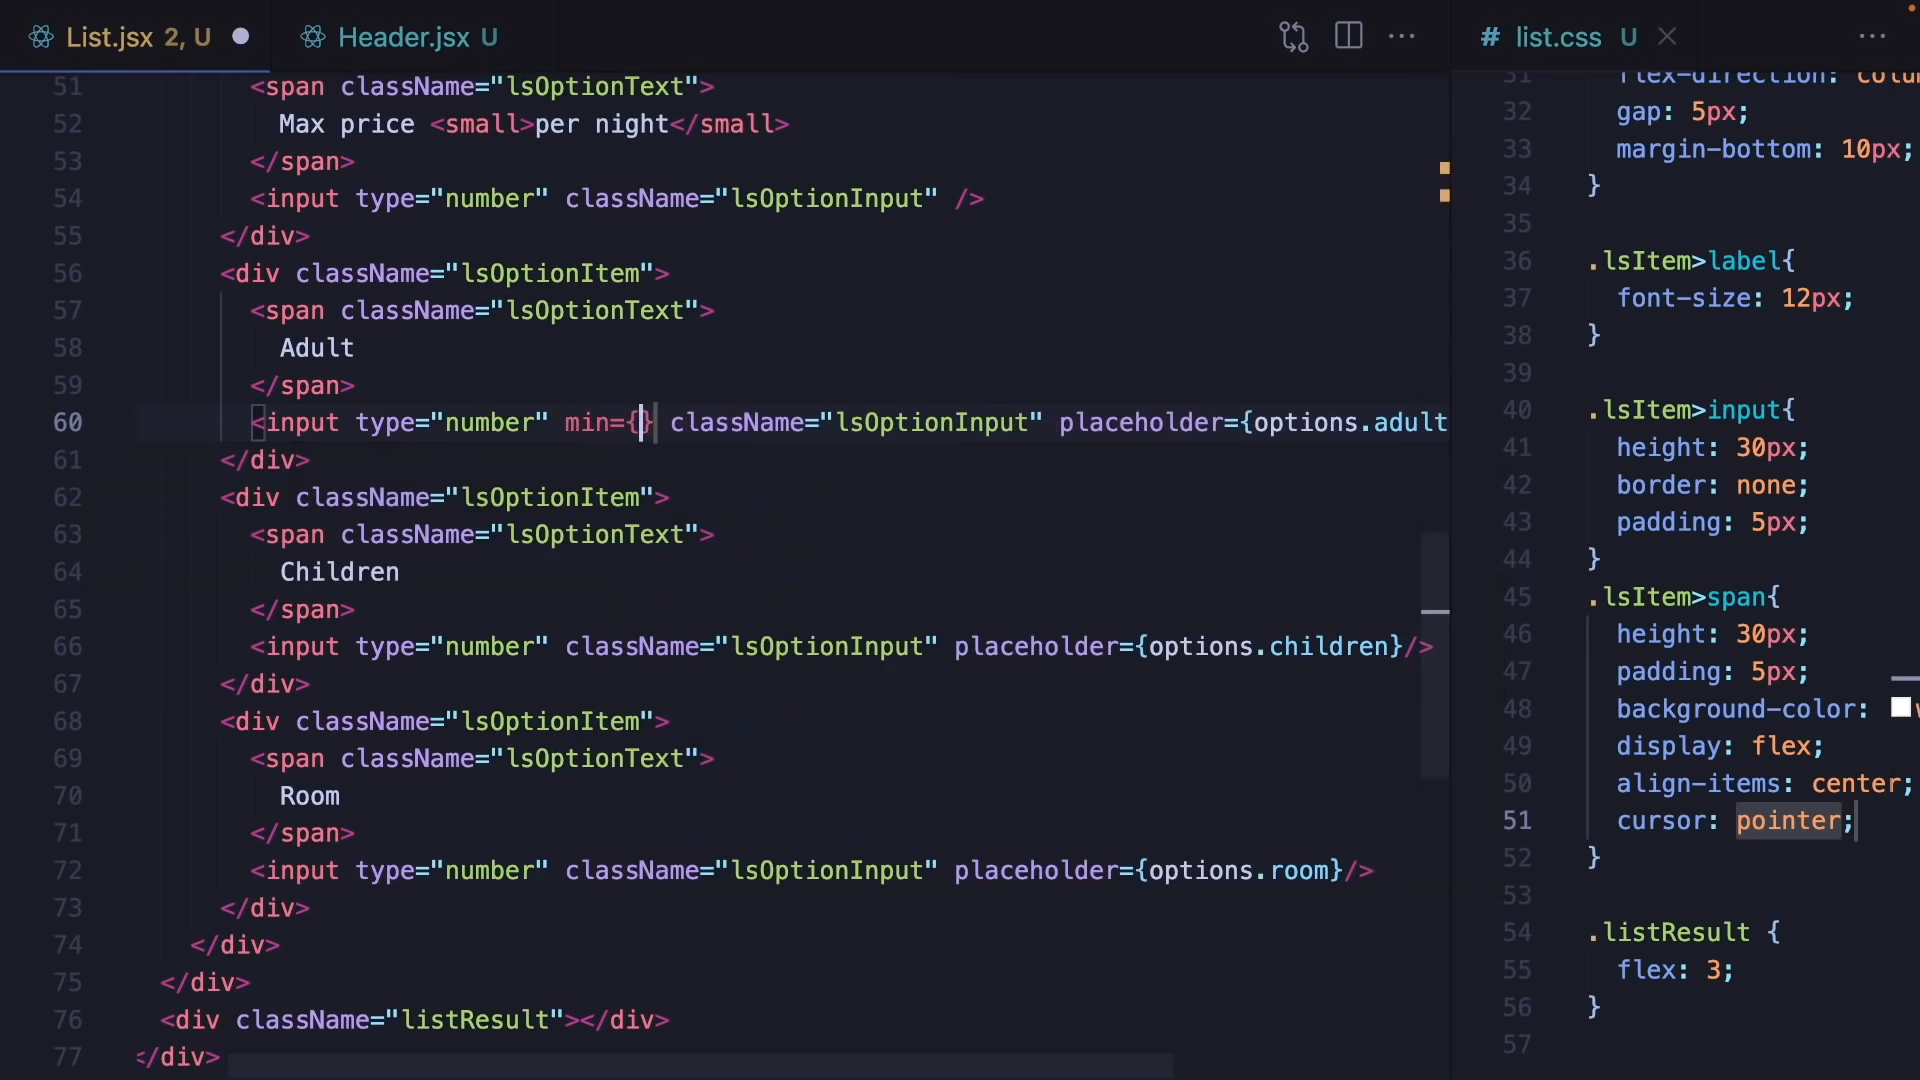 List.jsx 2, U
Header.jsx U
51 <span className="lsOptionText">
52 Max price <small>per night</small>
53 </span>
54 <input type="number" className="lsOptionInput" />
55 </div>
56 <div className="lsOptionItem">
57 <span className="lsOptionText">
58 Adult
59 </span>
60 <input type="number" min={} className="lsOptionInput" placeholder={options.adult
61 </div>
62 <div className="lsOptionItem">
63 <span className="lsOptionText">
64 Children
65 </span>
66 <input type="number" className="lsOptionInput" placeholder={options.children}/>
67 </div>
68 <div className="lsOptionItem">
69 <span className="lsOptionText">
70 Room
71 </span>
72 <input type="number" className="lsOptionInput" placeholder={options.room}/>
73 </div>
74 </div>
75 </div>
76 <div className="listResult"></div>
77 </div>
# list.css U
31 flex-direction: colu
32 gap: 5px;
33 margin-bottom: 10px;
34 }
35
36 .lsItem>label{
37 font-size: 12px;
38 }
39
40 .lsItem>input{
41 height: 30px;
42 border: none;
43 padding: 5px;
44 }
45 .lsItem>span{
46 height: 30px;
47 padding: 5px;
48 background-color:
49 display: flex;
50 align-items: center;
51 cursor: pointer;
52 }
53
54 .listResult {
55 flex: 3;
56 }
57